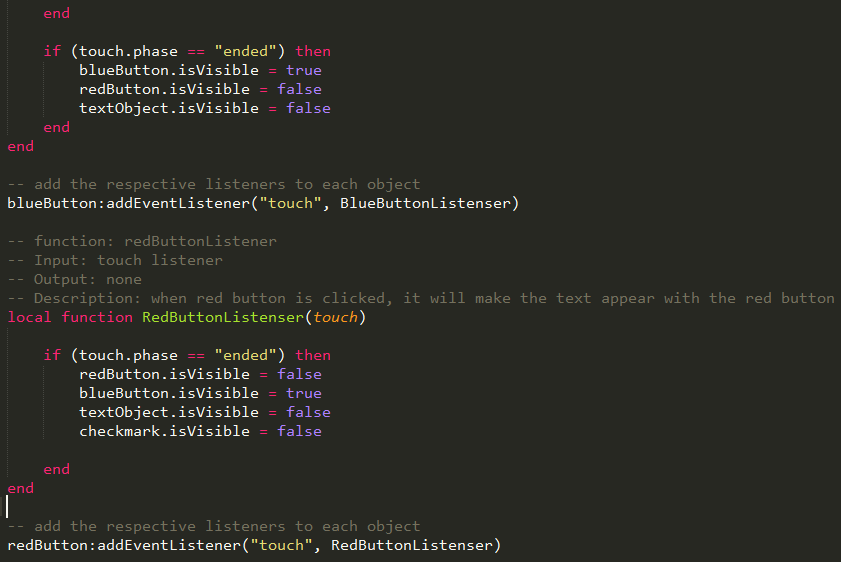 end
if (touch.phase == "ended") then
blueButton.isVisible = true
redButton.isVisible = false
textObject.isVisible = false
end
end
-- add the respective listeners to each object
blueButton:addEventListener("touch", BlueButtonListenser)
-- function: redButtonListener
-- Input: touch listener
-- Output: none
-- Description: when red button is clicked, it will make the text appear with the red button
local function RedButtonListenser(touch)
if (touch.phase == "ended") then
redButton.isVisible = false
blueButton.isVisible = true
textObject.isVisible = false
checkmark.isVisible = false
end
end
-- add the respective listeners to each object
redButton:addEventListener("touch", RedButtonListenser)